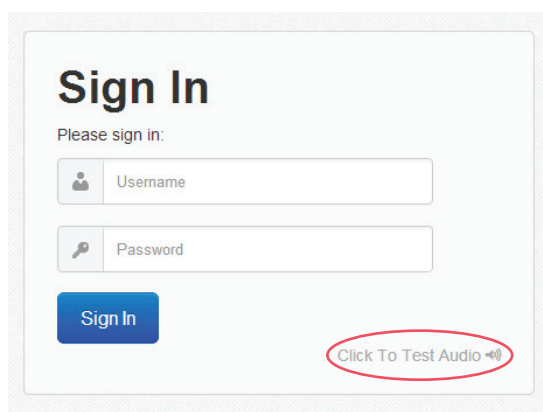 Sign In
Please sign in:
Username
Password
Sign In
Click To Test Audio